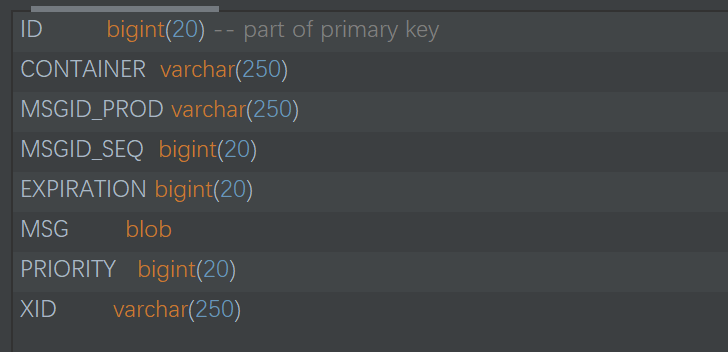 ID bigint(20) -- part of primary key
CONTAINER varchar(250)
MSGID_PROD varchar(250)
MSGID_SEQ bigint(20)
EXPIRATION bigint(20)
MSG blob
PRIORITY bigint(20)
XID varchar(250)